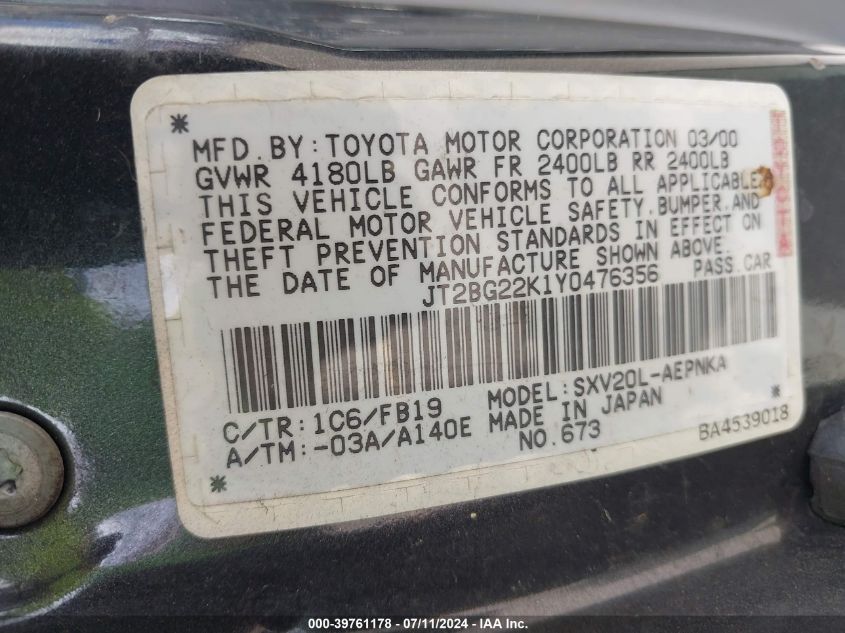 MFD.BY:TOYOTA MOTOR CORPORATION 03/00
GVWR 4180LB GAWR FR 2400LB RR 2400LB
THIS VEHICLE CONFORMS TO ALL APPLICABLE
FEDERAL MOTOR VEHICLE SAFETY.BUMPER.AND
THEFT PREVENTION STANDARDS IN EFFECT ON
THE DATE OF MANUFACTURE SHOWN ABOVE.
JT2BG22K1Y0476356 PASS.CAR
TOYOTA
C/TR:1C6/FB19 MODEL:SXV20L-AEPNKA
A/TM:-03A/A140E MADE IN JAPAN
NO.673 BA4539018
000-39761178 - 07/11/2024 - IAAI Inc.